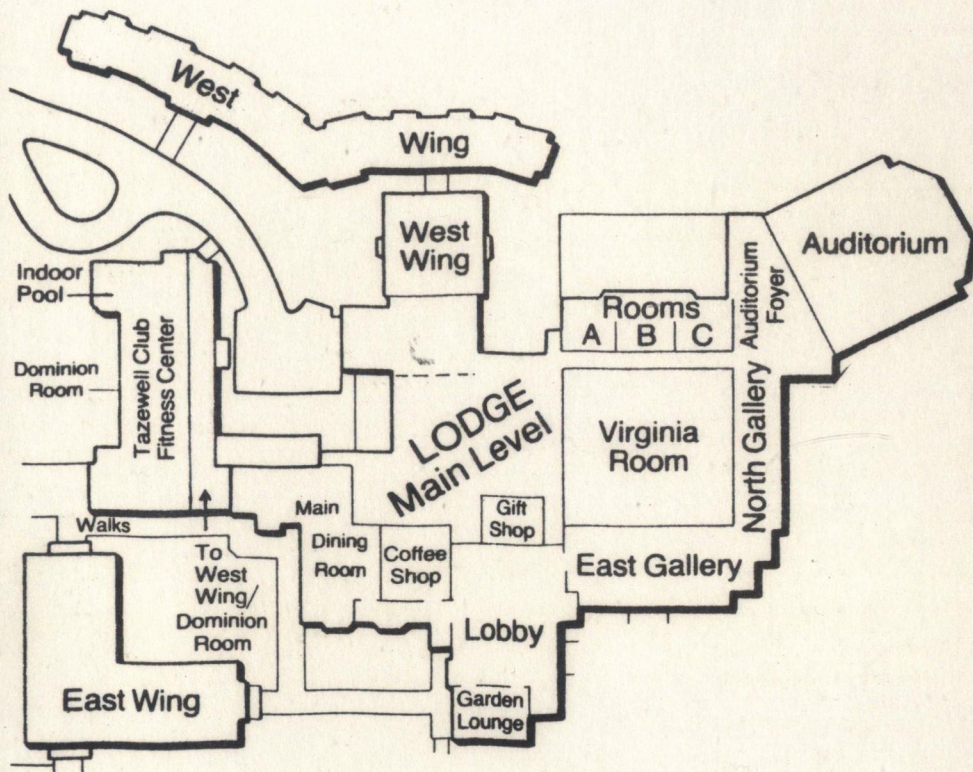 West
Wing
West
Wing
Auditorium
Auditorium
Foyer
Indoor
Pool
Rooms
A B C
Dominion
Room
Tazewell Club
Fitness Center
LODGE
Main Level
Virginia
Room
North Gallery
Gift
Shop
Main
Dining
Room
Coffee
Shop
East Gallery
Walks
To
West
Wing/
Dominion
Room
Lobby
East Wing
Garden
Lounge